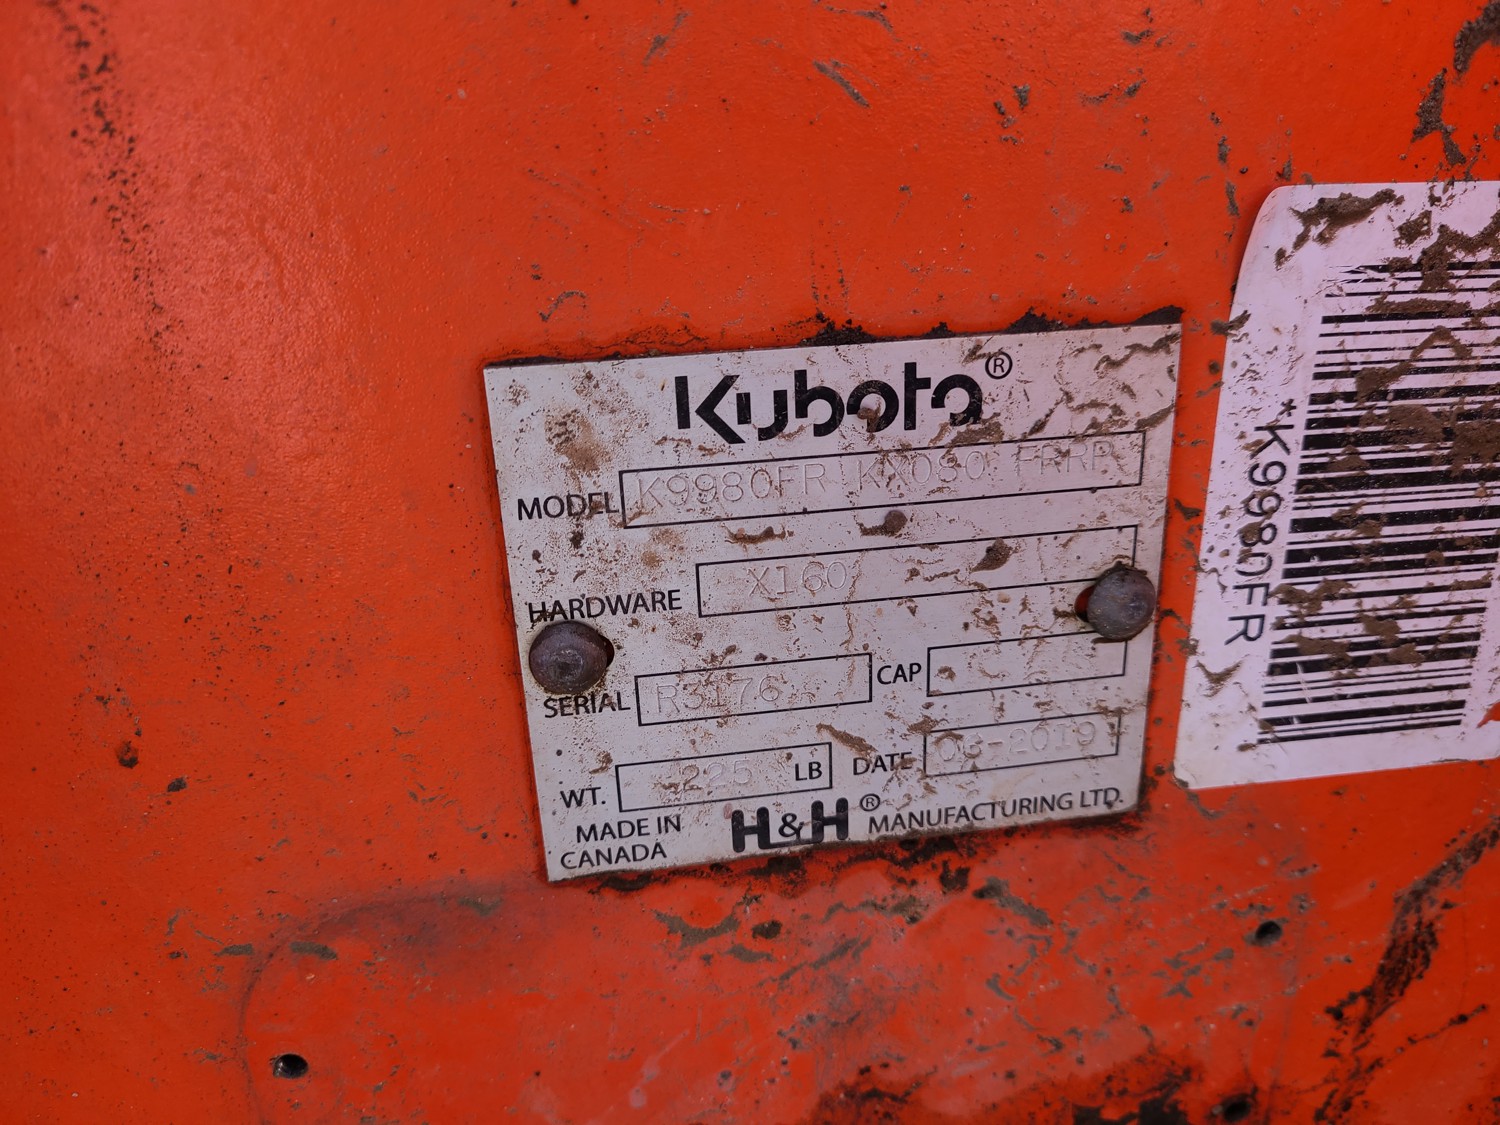 Kubota®
MODEL K9980FR KX080 FRRP
HARDWARE X160
SERIAL R3176 CAP
WT. 225 LB DATE 08-2019
MADE IN CANADA H&H® MANUFACTURING LTD.
*K9980FR